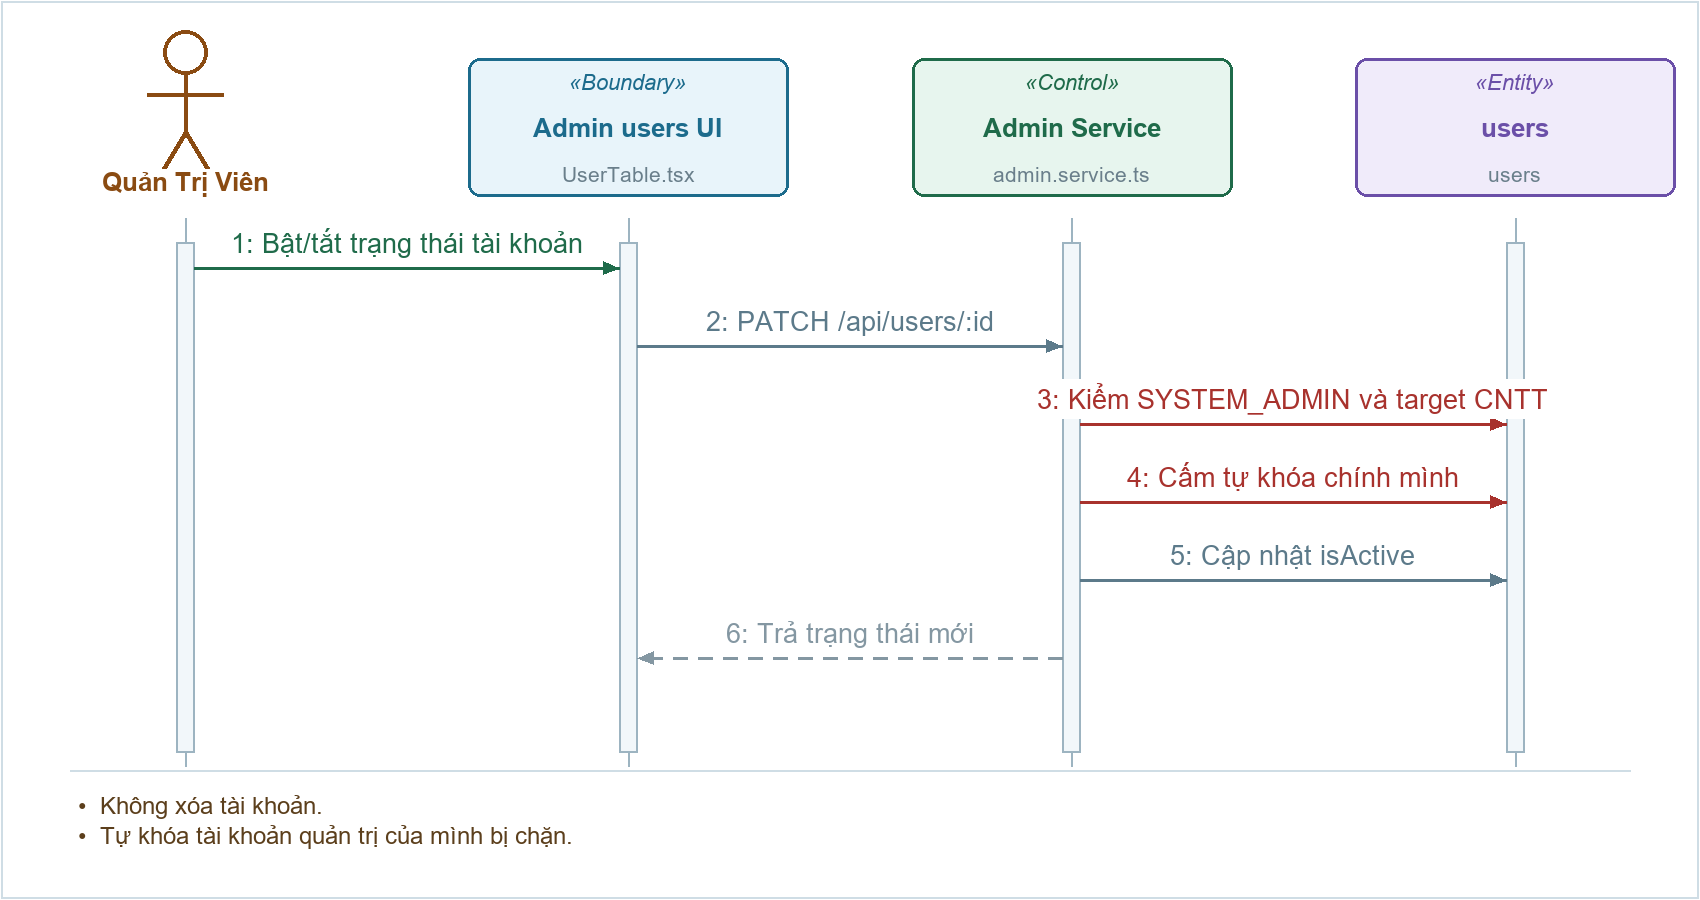 «Boundary»
«Control»
«Entity»
Admin users UI
Admin Service
users
UserTable.tsx
admin.service.ts
users
Quản Trị Viên
1: Bật/tắt trạng thái tài khoản
2: PATCH /api/users/:id
3: Kiểm SYSTEM_ADMIN và target CNTT
4: Cấm tự khóa chính mình
5: Cập nhật isActive
6: Trả trạng thái mới
• Không xóa tài khoản.
• Tự khóa tài khoản quản trị của mình bị chặn.